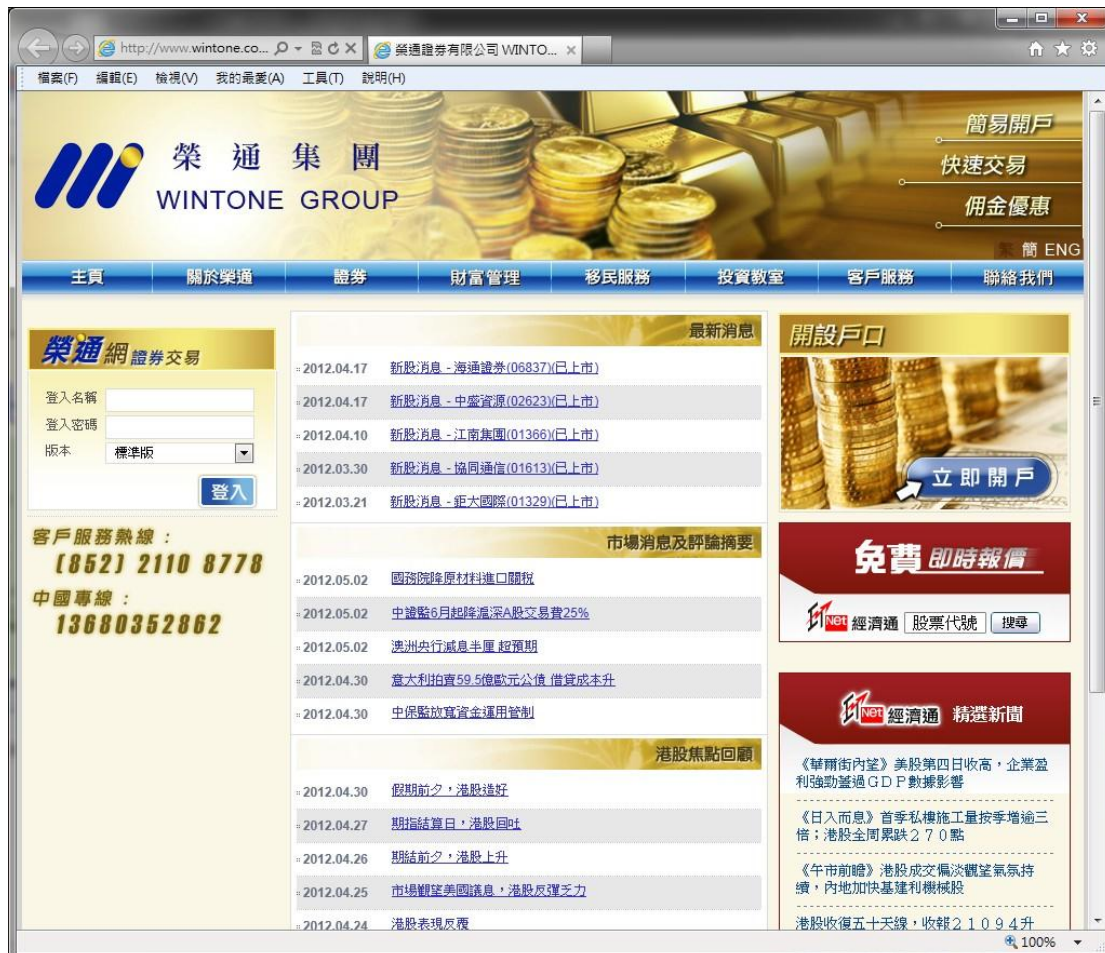 http://www.wintone.co...
榮通證券有限公司 WINTO...
檔案(F) 編輯(E) 檢視(V) 我的最愛(A) 工具(T) 說明(H)
榮通集團
WINTONE GROUP
簡易開戶
快速交易
佣金優惠
繁 簡 ENG
主頁 關於榮通 證券 財富管理 移民服務 投資教室 客戶服務 聯絡我們
榮通網 證券交易
登入名稱
登入密碼
版本 標準版
登入
客戶服務熱線：
(852) 2110 8778
中國專線：
13680352862
最新消息
2012.04.17 新股消息 - 海通證券(06837)(已上市)
2012.04.17 新股消息 - 中盛資源(02623)(已上市)
2012.04.10 新股消息 - 江南集團(01366)(已上市)
2012.03.30 新股消息 - 協同通信(01613)(已上市)
2012.03.21 新股消息 - 鉅大國際(01329)(已上市)
市場消息及評論摘要
2012.05.02 國務院降原材料進口關稅
2012.05.02 中證監6月起降滬深A股交易費25%
2012.05.02 澳洲央行減息半厘 超預期
2012.04.30 意大利拍賣59.5億歐元公債 借貸成本升
2012.04.30 中保監放寬資金運用管制
港股焦點回顧
2012.04.30 假期前夕，港股造好
2012.04.27 期指結算日，港股回吐
2012.04.26 期結前夕，港股上升
2012.04.25 市場觀望美國議息，港股反彈乏力
2012.04.24 港股表現反覆
開設戶口
立即開戶
免費即時報價
Net 經濟通 股票代號 搜尋
Net 經濟通 精選新聞
《華爾街內望》美股第四日收高，企業盈
利強勁蓋過ＧＤＰ數據影響
《日入而息》首季私樓施工量按季增逾三
倍；港股全周累跌２７０點
《午市前瞻》港股成交偏淡觀望氣氛持
續，內地加快基建利機械股
港股收復五十天線，收報２１０９４升
100%